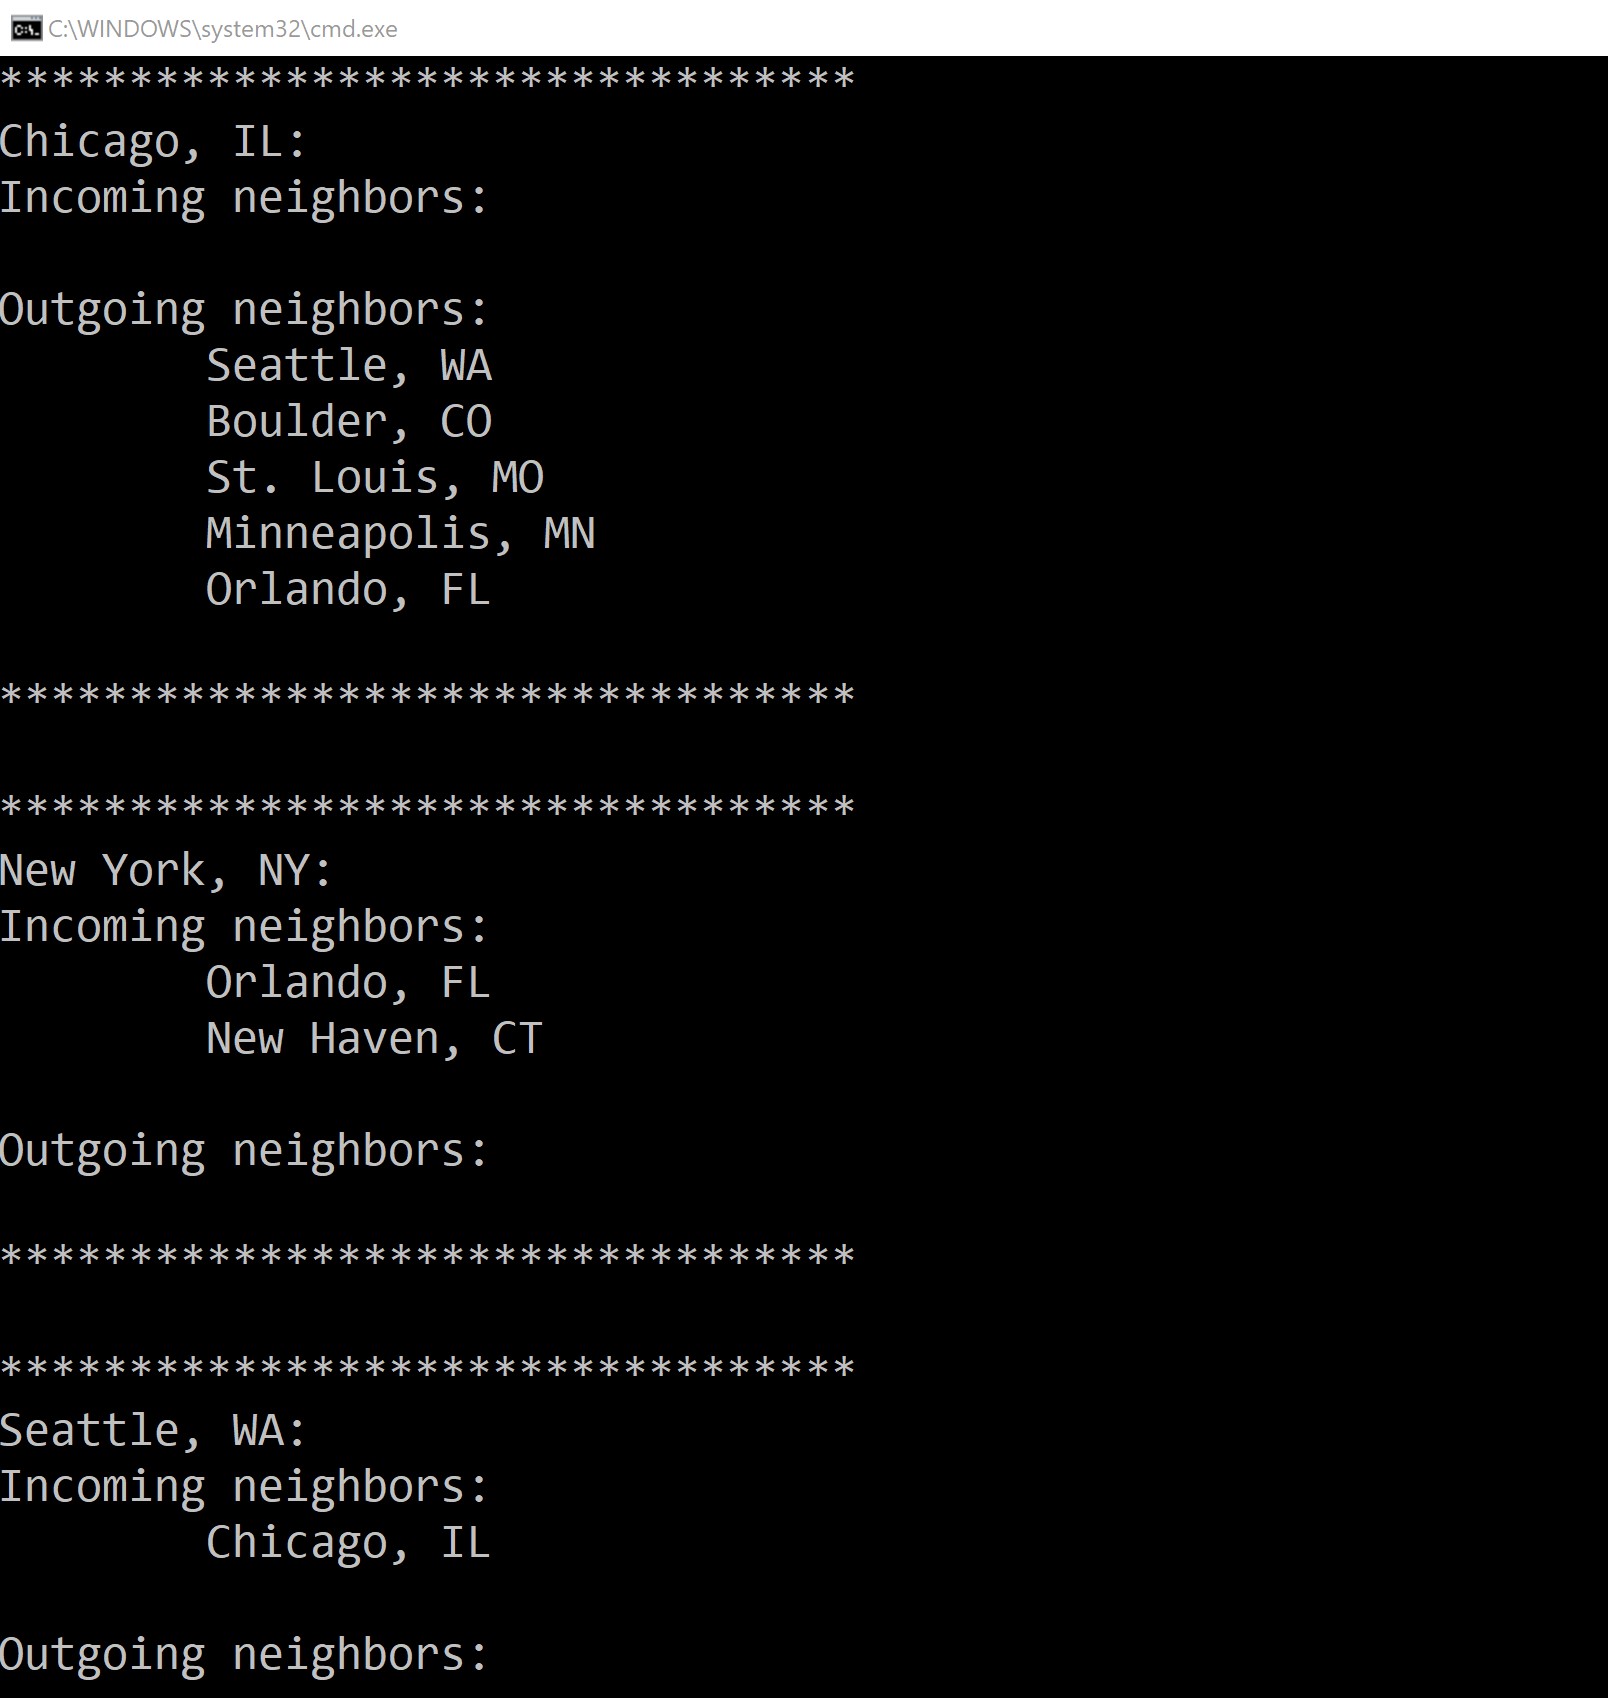 C:\WINDOWS\system32\cmd.exe
*********************************
Chicago, IL:
Incoming neighbors:
Outgoing neighbors:
Seattle, WA
Boulder, CO
St. Louis, MO
Minneapolis, MN
Orlando, FL
*********************************
*********************************
New York, NY:
Incoming neighbors:
Orlando, FL
New Haven, CT
Outgoing neighbors:
*********************************
*********************************
Seattle, WA:
Incoming neighbors:
Chicago, IL
Outgoing neighbors: